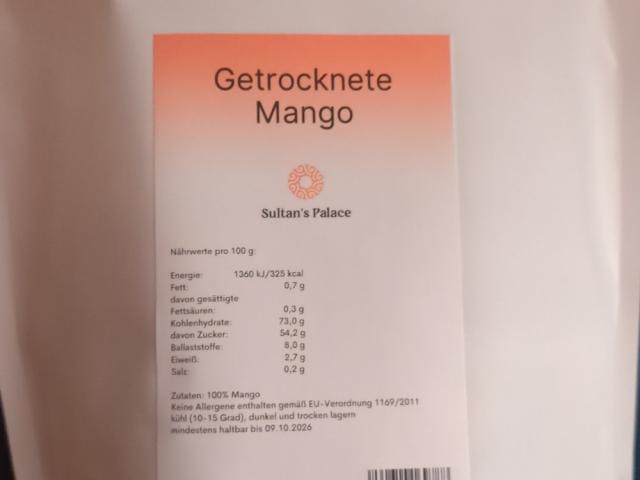 Getrocknete
Mango
Sultan's Palace
Nährwerte pro 100 g:
Energie: 1360 kJ/325 kcal
Fett: 0,7 g
davon gesättigte
Fettsäuren: 0,3 g
Kohlenhydrate: 73,0 g
davon Zucker: 54,2 g
Ballaststoffe: 8,0 g
Eiweiß: 2,7 g
Salz: 0,2 g
Zutaten: 100% Mango
Keine Allergene enthalten gemäß EU-Verordnung 1169/2011
kühl (10-15 Grad), dunkel und trocken lagern
mindestens haltbar bis 09.10.2026